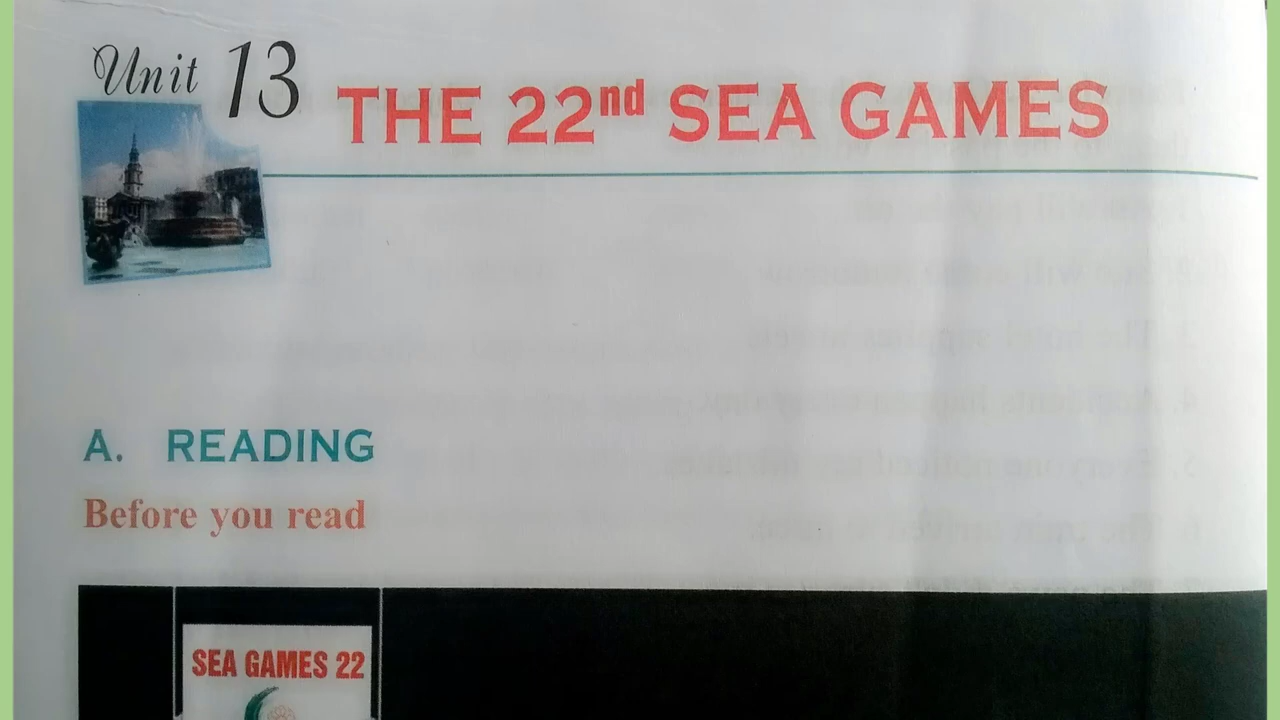 Unit 13
THE 22nd SEA GAMES
A. READING
Before you read
SEA GAMES 22